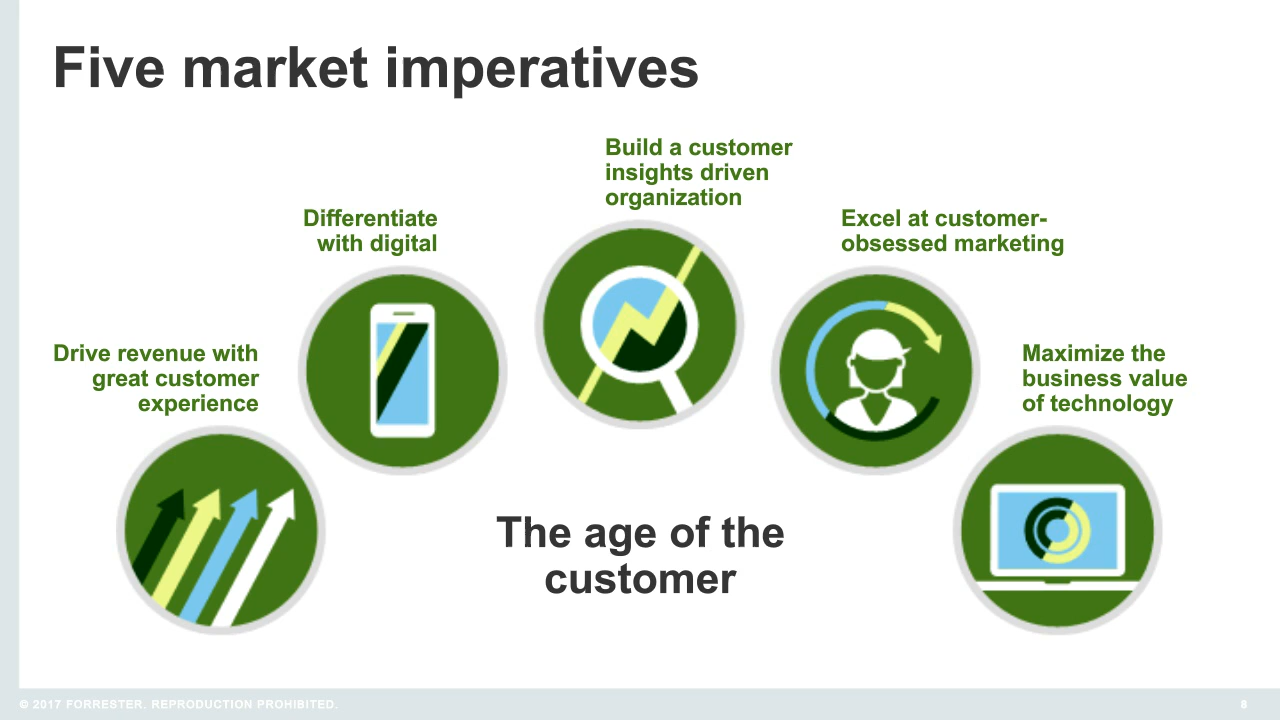 Five market imperatives
Drive revenue with
great customer
experience
Differentiate
with digital
Build a customer
insights driven
organization
Excel at customer-
obsessed marketing
Maximize the
business value
of technology
The age of the
customer
© 2017 FORRESTER. REPRODUCTION PROHIBITED.
8